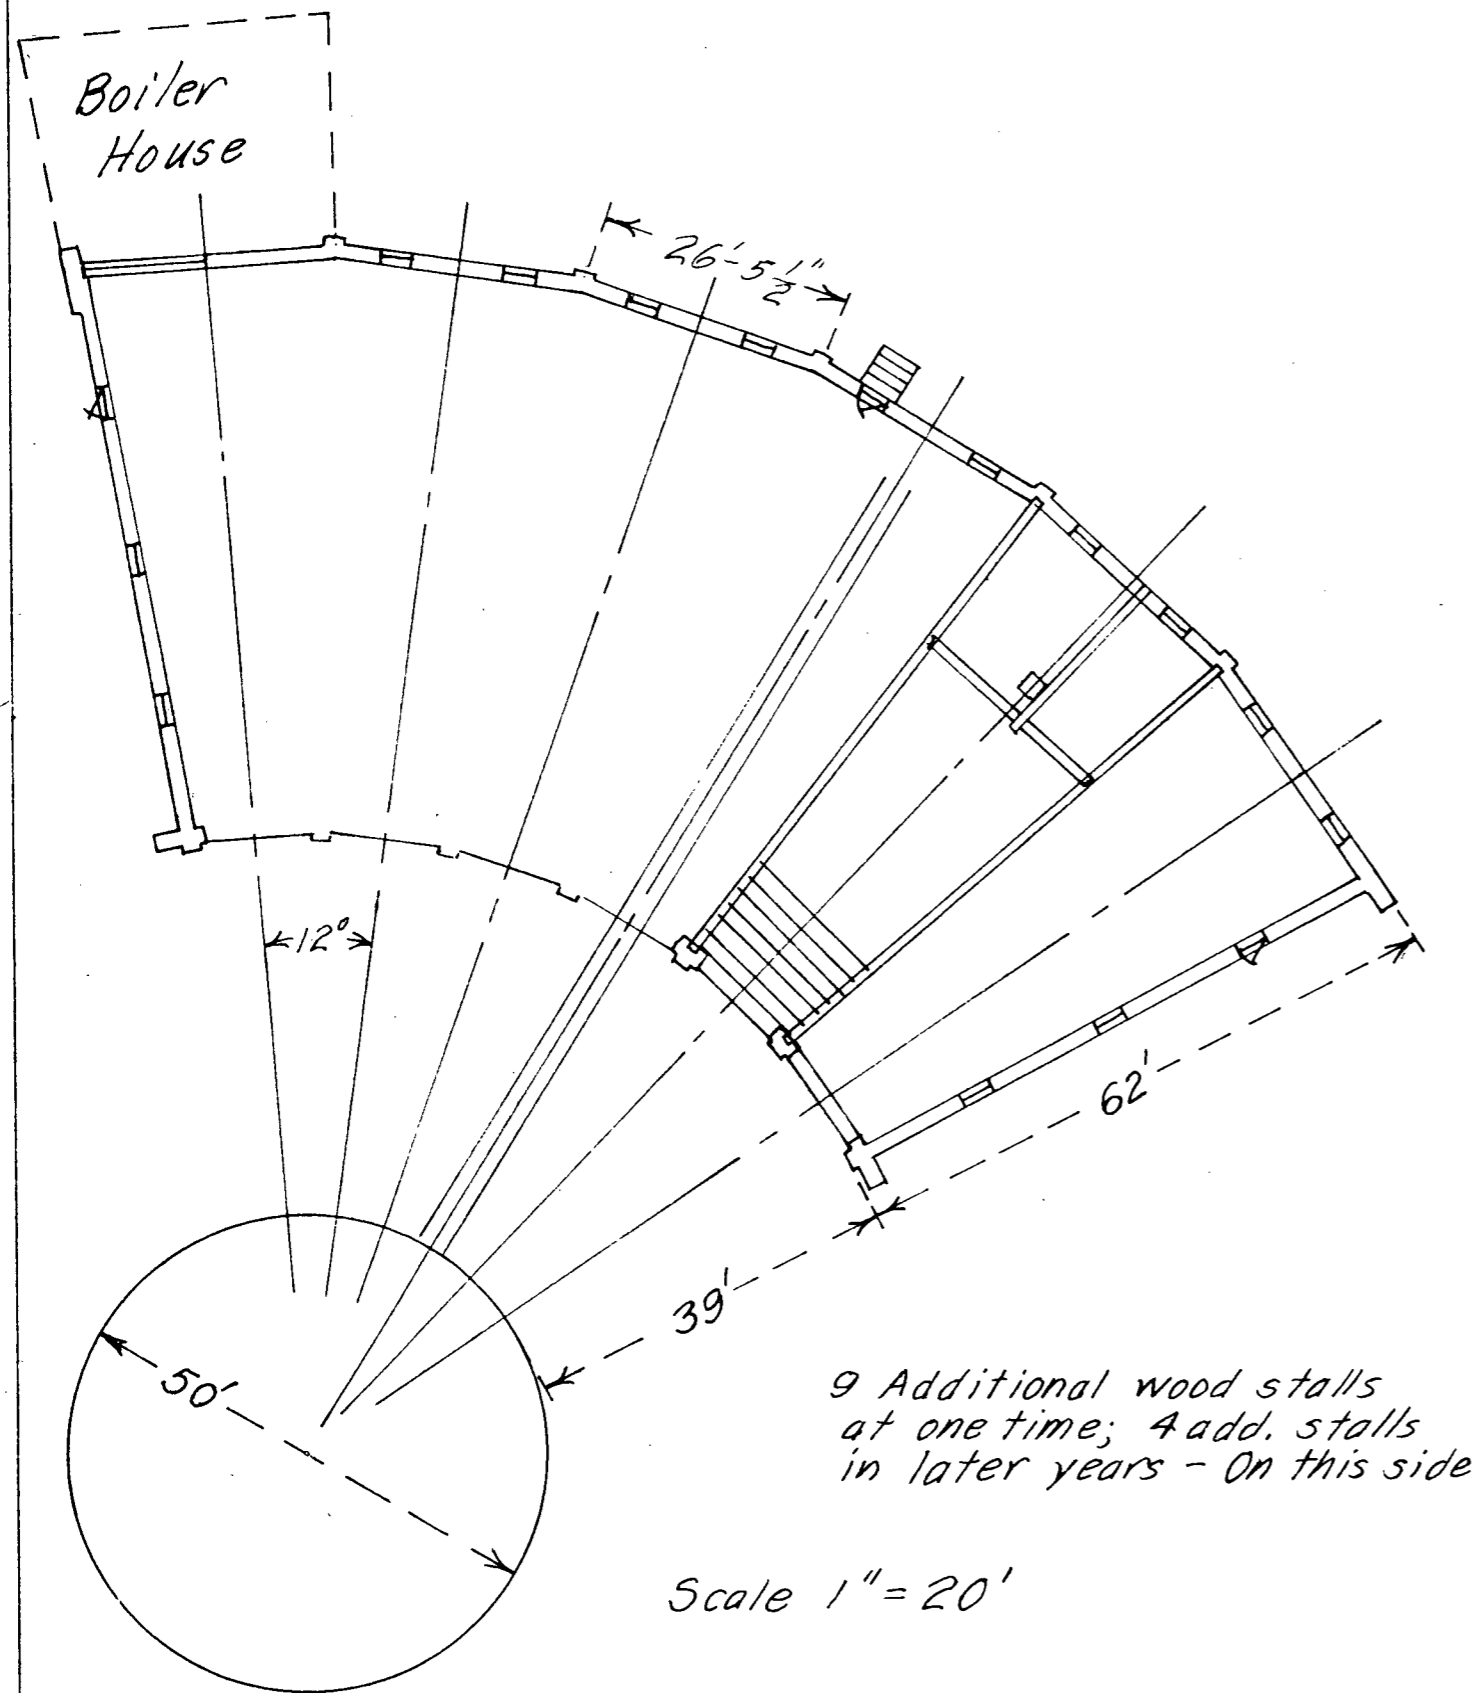 Boiler
House
26'-5 1/2"
12°
62'
39'
50'
9 Additional wood stalls
at one time; 4 add. stalls
in later years - On this side
Scale 1" = 20'